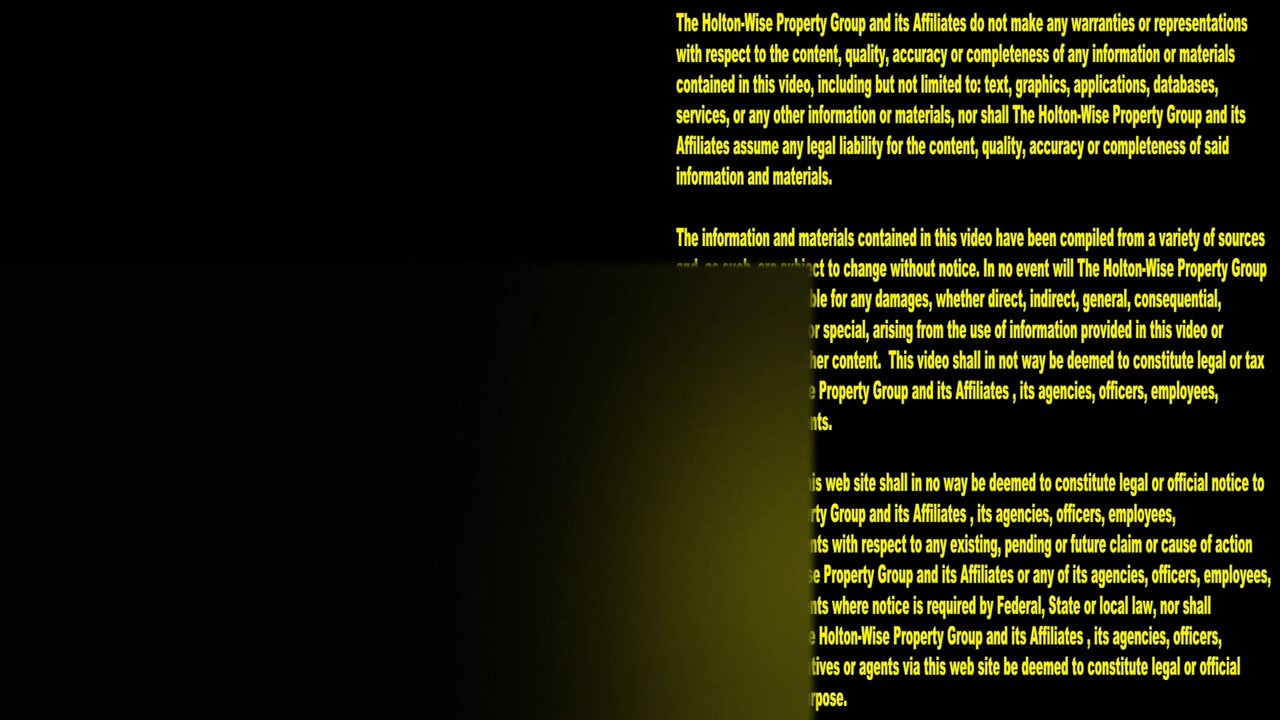 The Holton-Wise Property Group and its Affiliates do not make any warranties or representations
with respect to the content, quality, accuracy or completeness of any information or materials
contained in this video, including but not limited to: text, graphics, applications, databases,
services, or any other information or materials, nor shall The Holton-Wise Property Group and its
Affiliates assume any legal liability for the content, quality, accuracy or completeness of said
information and materials.
The information and materials contained in this video have been compiled from a variety of sources
and, as such, are subject to change without notice. In no event will The Holton-Wise Property Group
for any damages, whether direct, indirect, general, consequential,
or special, arising from the use of information provided in this video or
content. This video shall in not way be deemed to constitute legal or tax
Property Group and its Affiliates , its agencies, officers, employees,
web site shall in no way be deemed to constitute legal or official notice to
Group and its Affiliates , its agencies, officers, employees,
with respect to any existing, pending or future claim or cause of action
Property Group and its Affiliates or any of its agencies, officers, employees,
where notice is required by Federal, State or local law, nor shall
Holton-Wise Property Group and its Affiliates , its agencies, officers,
or agents via this web site be deemed to constitute legal or official